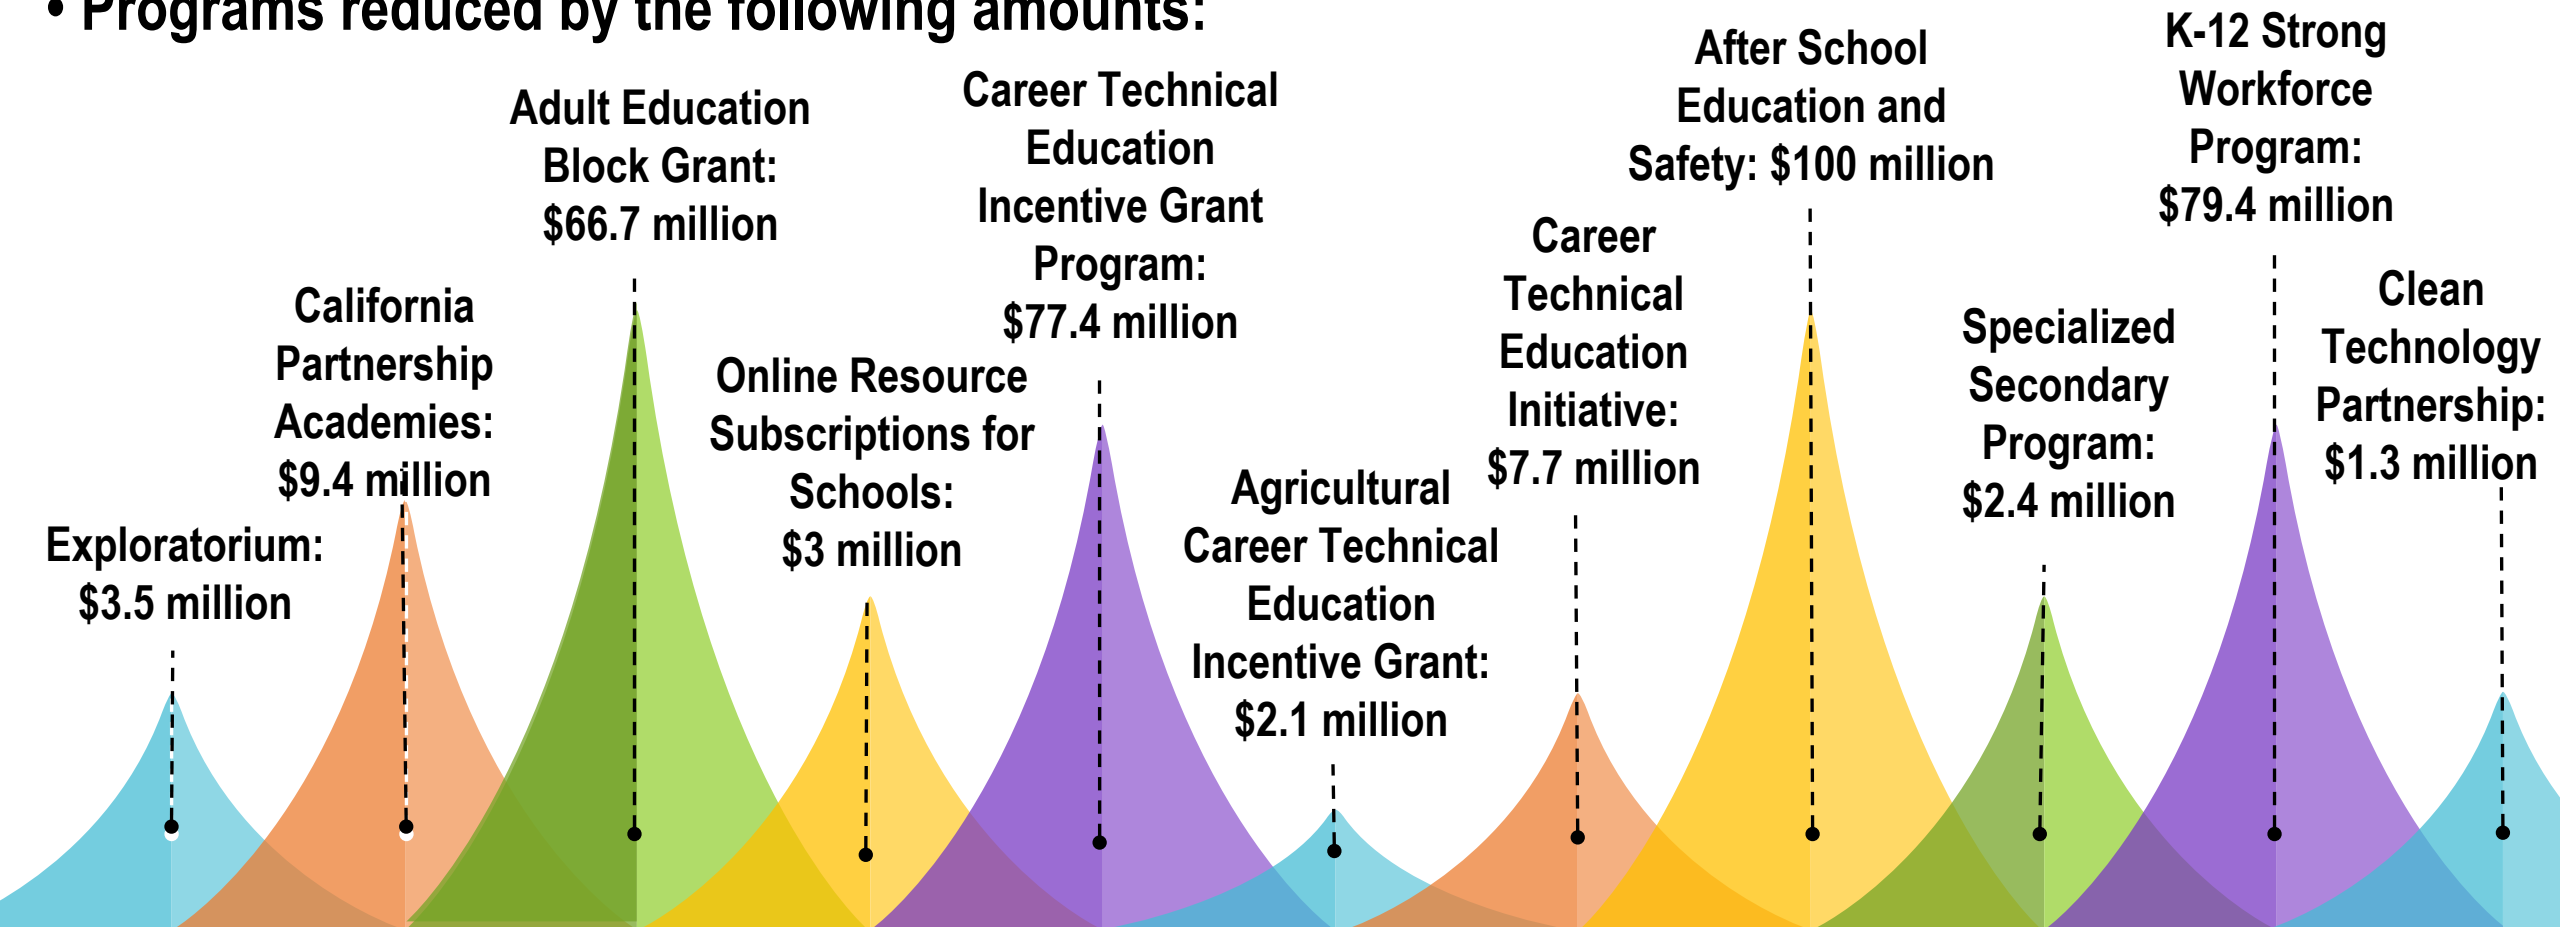 • Programs reduced by the following amounts:
Exploratorium:
$3.5 million
California
Partnership
Academies:
$9.4 million
Adult Education
Block Grant:
$66.7 million
Online Resource
Subscriptions for
Schools:
$3 million
Career Technical
Education
Incentive Grant
Program:
$77.4 million
Agricultural
Career Technical
Education
Incentive Grant:
$2.1 million
Career
Technical
Education
Initiative:
$7.7 million
After School
Education and
Safety: $100 million
Specialized
Secondary
Program:
$2.4 million
K-12 Strong
Workforce
Program:
$79.4 million
Clean
Technology
Partnership:
$1.3 million